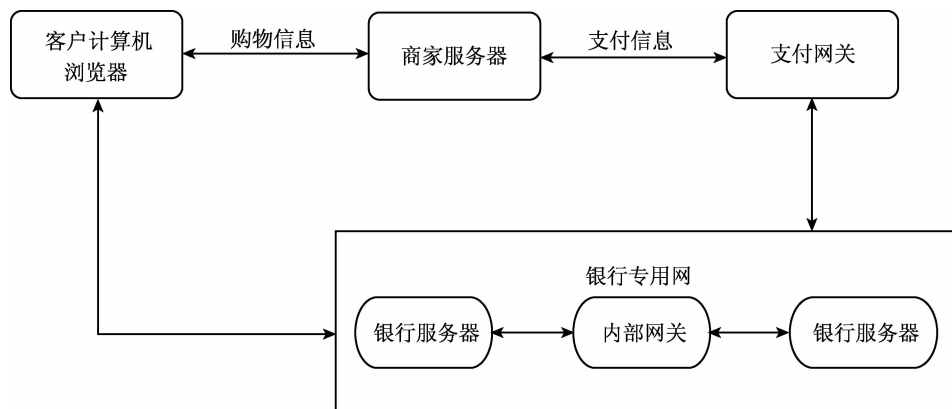 客户计算机
浏览器
购物信息
商家服务器
支付信息
支付网关
银行专用网
银行服务器
内部网关
银行服务器